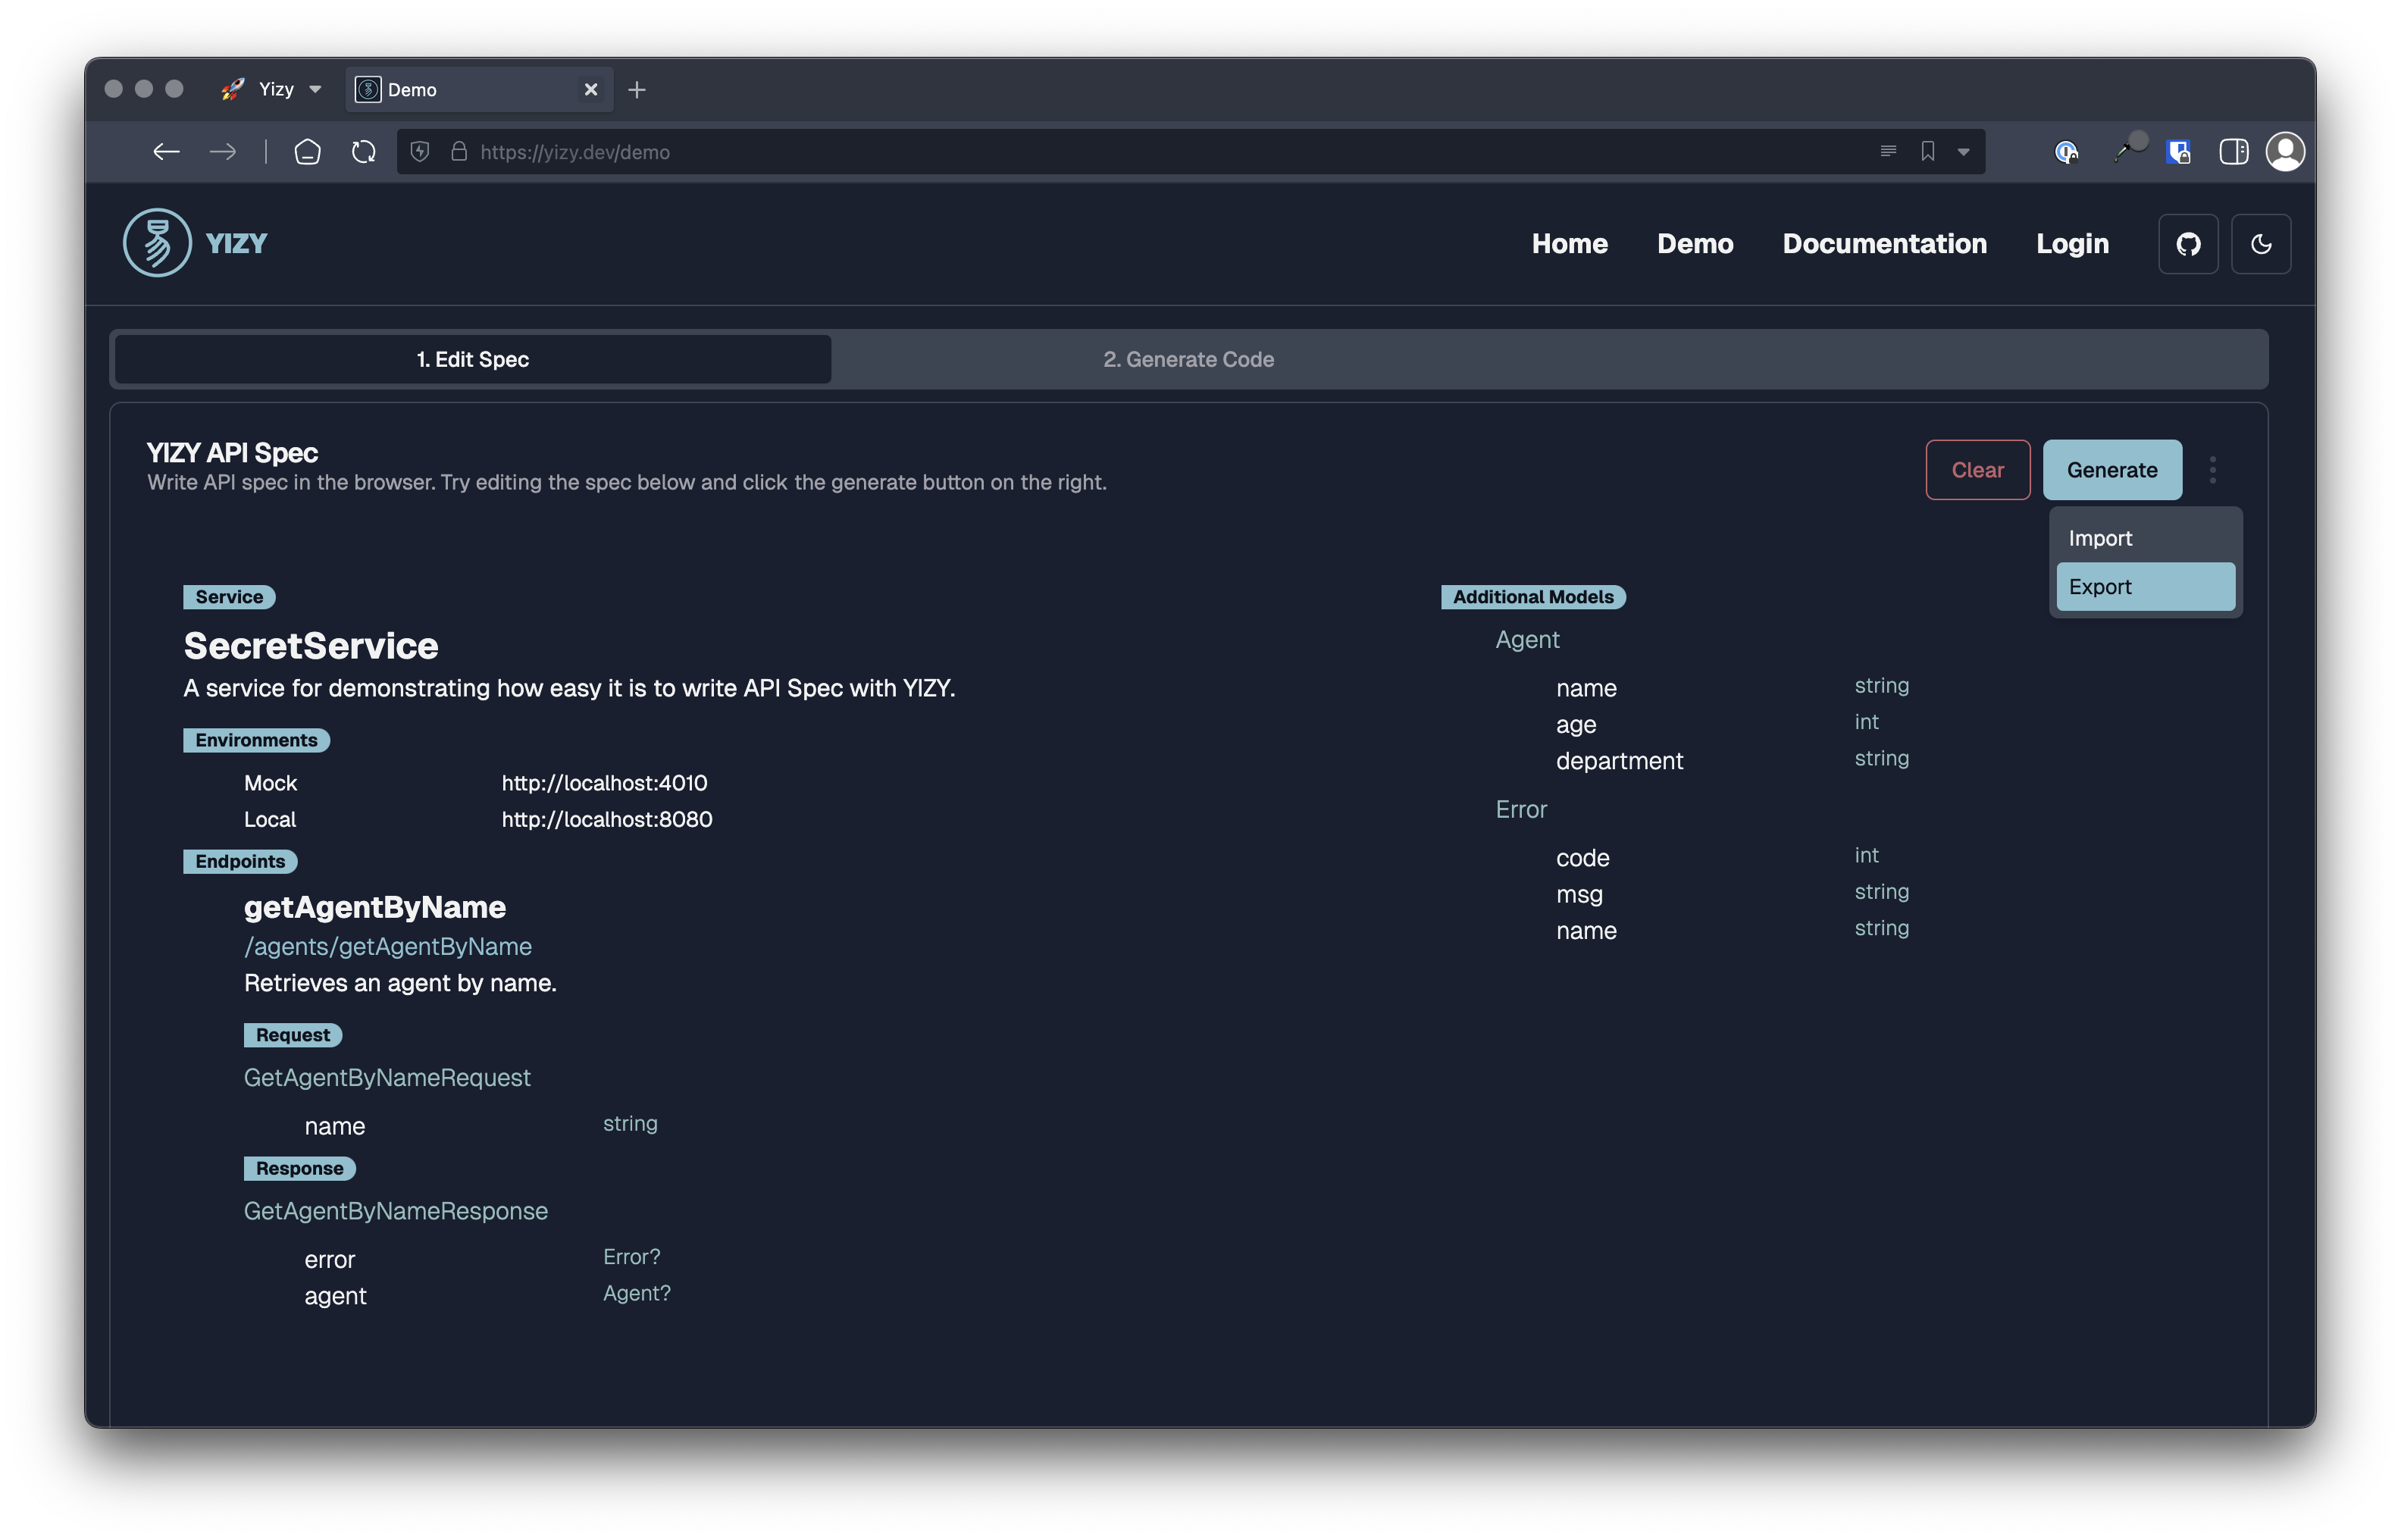 Yizy
Demo
https://yizy.dev/demo
YIZY
Home
Demo
Documentation
Login
1. Edit Spec
2. Generate Code
YIZY API Spec
Write API spec in the browser. Try editing the spec below and click the generate button on the right.
Clear
Generate
Import
Export
Service
SecretService
A service for demonstrating how easy it is to write API Spec with YIZY.
Environments
Mock http://localhost:4010
Local http://localhost:8080
Endpoints
getAgentByName
/agents/getAgentByName
Retrieves an agent by name.
Request
GetAgentByNameRequest
name string
Response
GetAgentByNameResponse
error Error?
agent Agent?
Additional Models
Agent
name string
age int
department string
Error
code int
msg string
name string